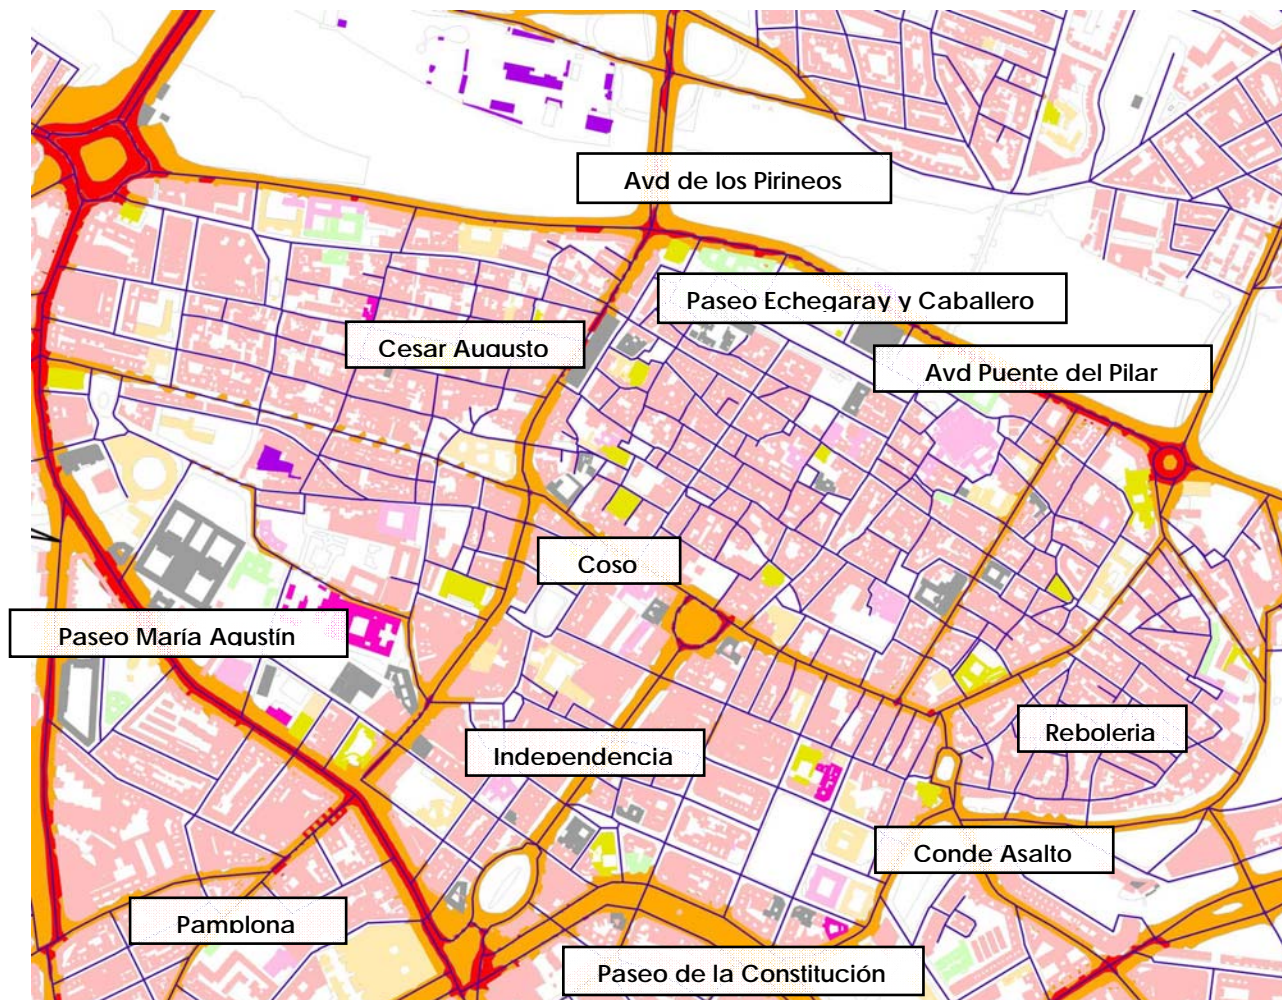 Avd de los Pirineos
Paseo Echegaray y Caballero
Cesar Augusto
Avd Puente del Pilar
Coso
Paseo María Agustín
Independencia
Reboleria
Conde Asalto
Pamplona
Paseo de la Constitución